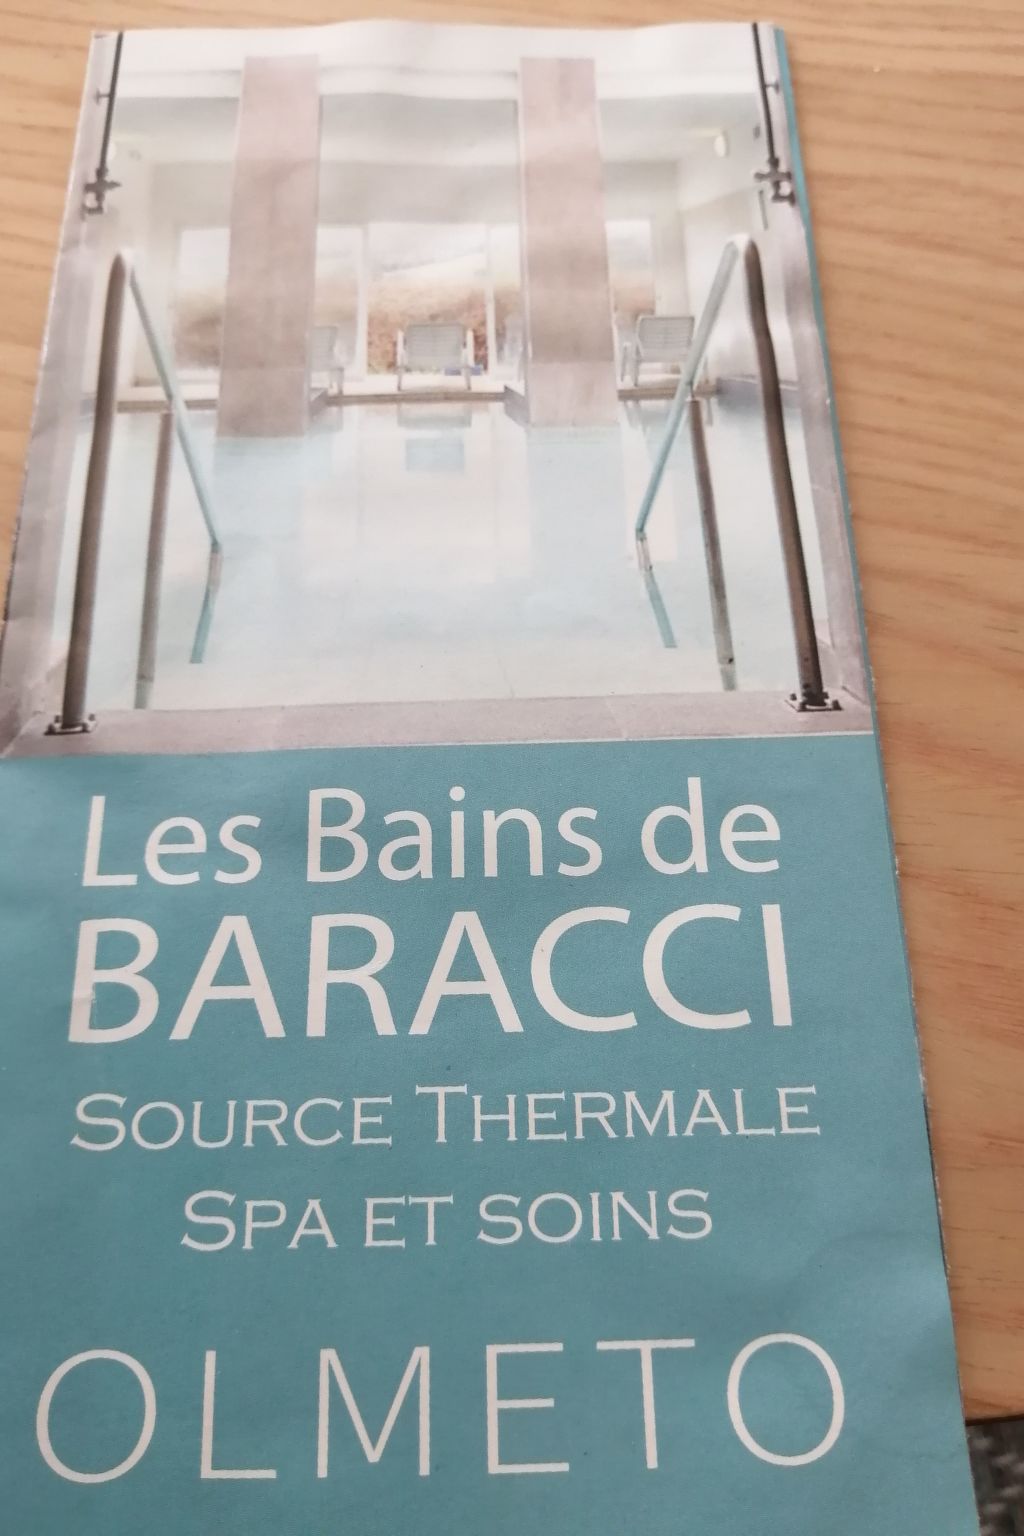 Les Bains de
BARACCI
SOURCE THERMALE
SPA ET SOINS
OLMETO